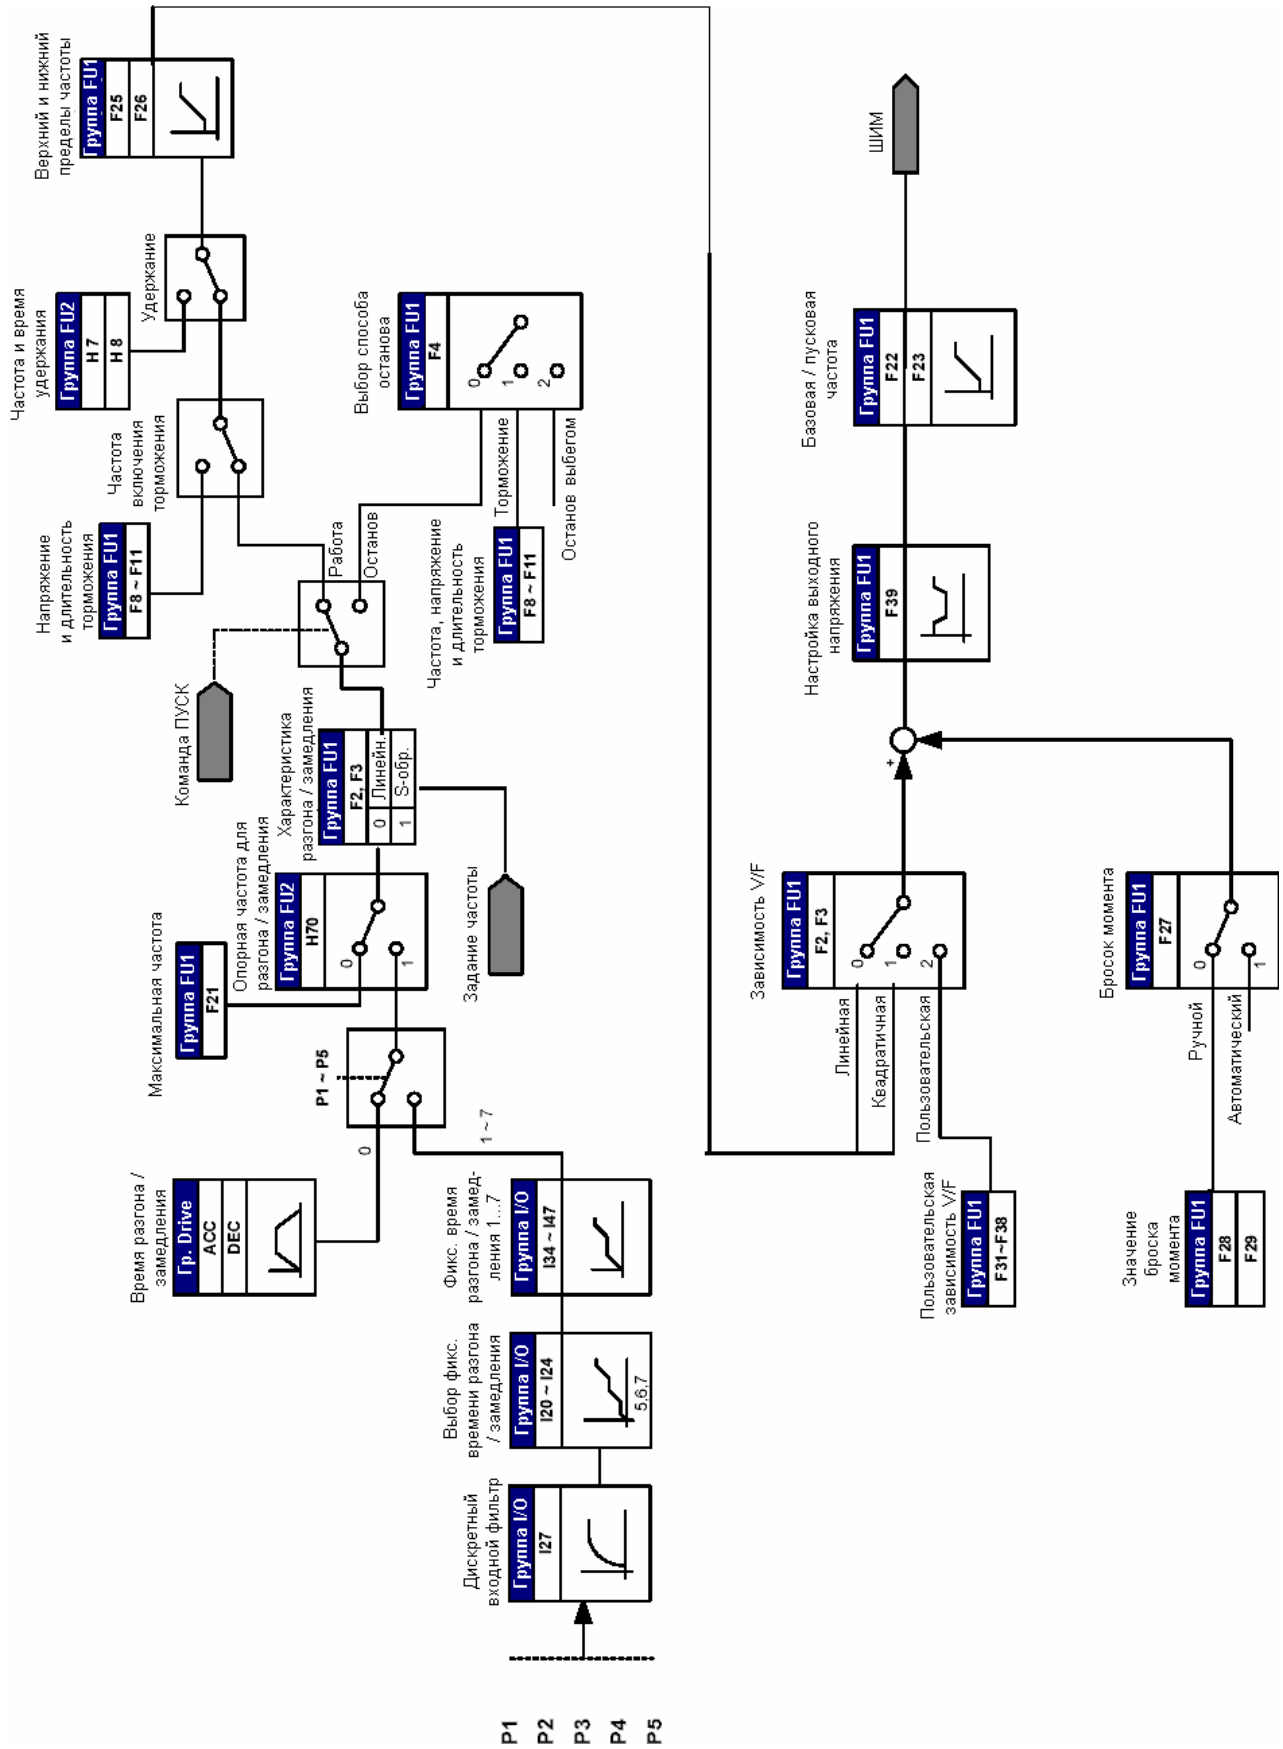 P1
P2
P3
P4
P5
Дискретный
входной фильтр
Группа I/O
I27
Выбор фикс.
времени разгона
/ замедления
Группа I/O
I20 ~ I24
5,6,7
Время разгона /
замедления
Гр. Drive
ACC
DEC
Фикс. время
разгона / замед-
ления 1...7
Группа I/O
I34 ~ I47
0
1 ~ 7
P1 ~ P5
Максимальная частота
Группа FU1
F21
Опорная частота для
разгона / замедления
Группа FU2
H70
0
1
Задание частоты
Характеристика
разгона / замедления
Группа FU1
F2, F3
0 Линейн.
1 S-обр.
Команда ПУСК
Работа
Останов
Напряжение
и длительность
торможения
Группа FU1
F8 ~ F11
Частота
включения
торможения
Частота, напряжение
и длительность
торможения
Группа FU1
F8 ~ F11
Торможение
Останов выбегом
Выбор способа
останова
Группа FU1
F4
0
1
2
Частота и время
удержания
Группа FU2
H 7
H 8
Удержание
Верхний и нижний
пределы частоты
Группа FU1
F25
F26
Пользовательская
зависимость V/F
Группа FU1
F31~F38
Линейная
Квадратичная
Пользовательская
Зависимость V/F
Группа FU1
F2, F3
0
1
2
+
Значение
броска
момента
Группа FU1
F28
F29
Ручной
Автоматический
Бросок момента
Группа FU1
F27
0
1
Настройка выходного
напряжения
Группа FU1
F39
Базовая / пусковая
частота
Группа FU1
F22
F23
ШИМ